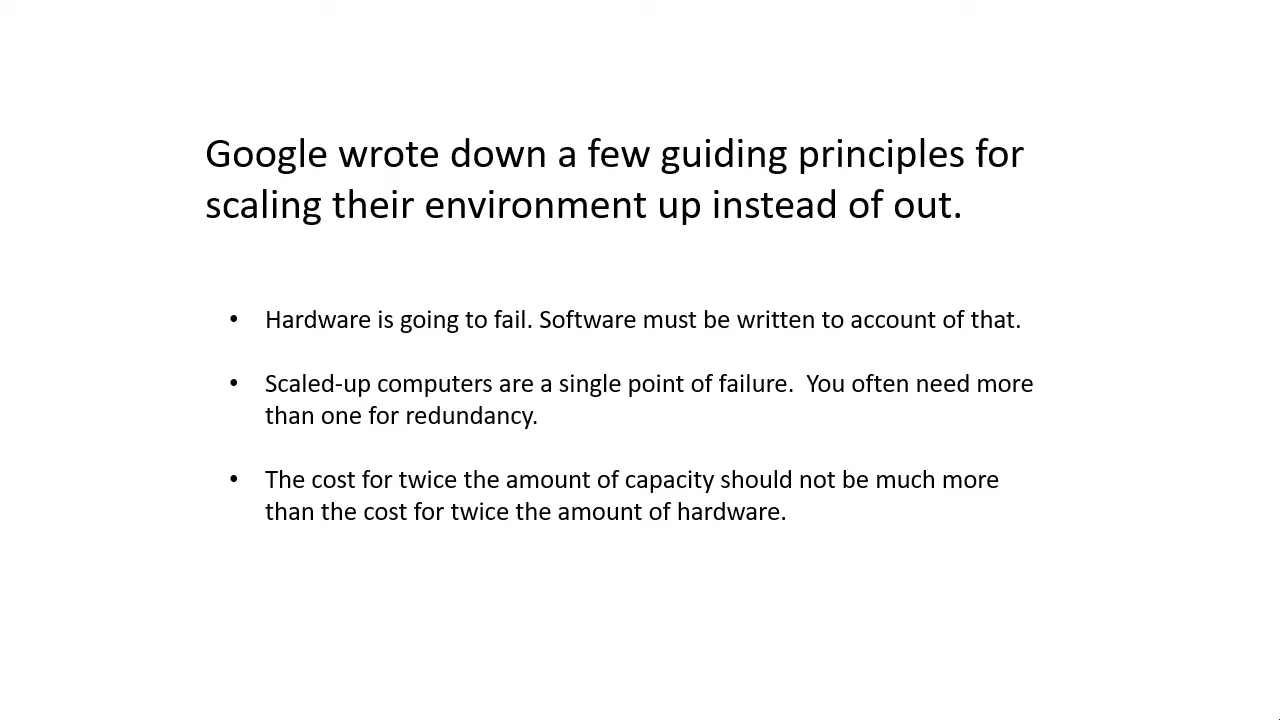 Google wrote down a few guiding principles for
scaling their environment up instead of out.
• Hardware is going to fail. Software must be written to account of that.
• Scaled-up computers are a single point of failure.  You often need more
than one for redundancy.
• The cost for twice the amount of capacity should not be much more
than the cost for twice the amount of hardware.